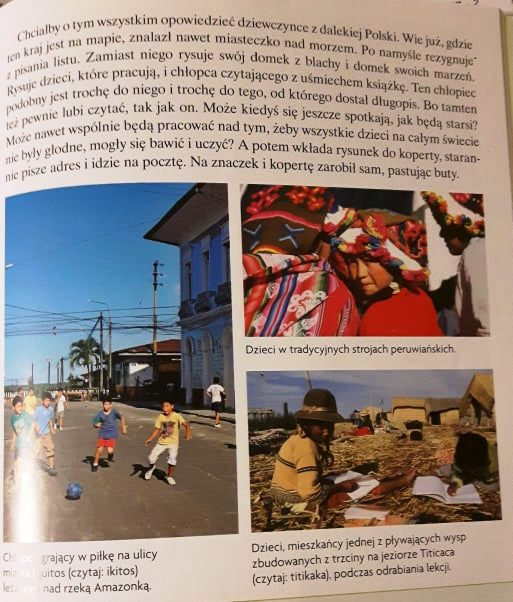 Chciałby o tym wszystkim opowiedzieć dziewczynce z dalekiej Polski. Wie już, gdzie
ten kraj jest na mapie, znalazł nawet miasteczko nad morzem. Po namyśle rezygnuje
z pisania listu. Zamiast niego rysuje swój domek z blachy i domek swoich marzeń.
Rysuje dzieci, które pracują, i chłopca czytającego z uśmiechem książkę. Ten chłopiec
podobny jest trochę do niego i trochę do tego, od którego dostał długopis. Bo tamten
też pewnie lubi czytać, tak jak on. Może kiedyś się jeszcze spotkają, jak będą starsi?
Może nawet wspólnie będą pracować nad tym, żeby wszystkie dzieci na całym świecie
nie były głodne, mogły się bawić i uczyć? A potem wkłada rysunek do koperty, staran-
nie pisze adres i idzie na pocztę. Na znaczek i kopertę zarobił sam, pastując buty.
Dzieci w tradycyjnych strojach peruwiańskich.
grający w piłkę na ulicy
(czytaj: ikitos)
nad rzeką Amazonką.
Dzieci, mieszkańcy jednej z pływających wysp
zbudowanych z trzciny na jeziorze Titicaca
(czytaj: titikaka), podczas odrabiania lekcji.